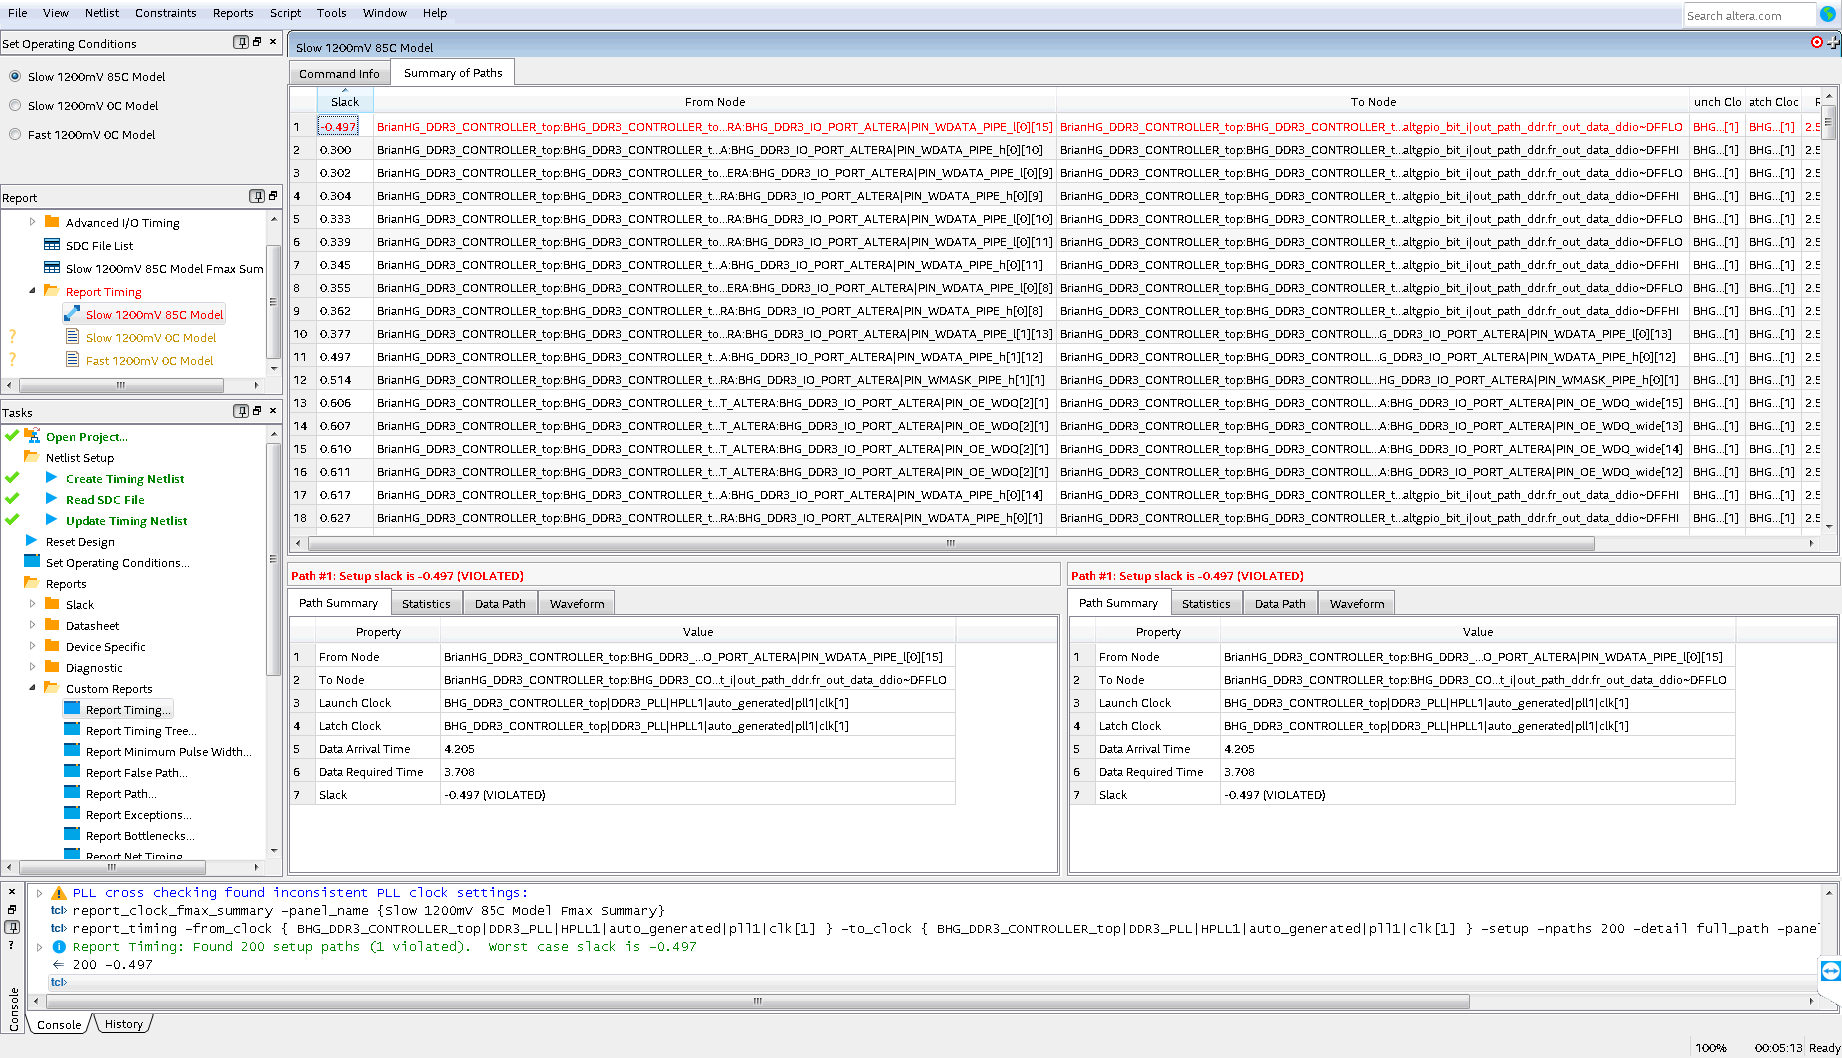 File View Netlist Constraints Reports Script Tools Window Help
Search altera.com
Set Operating Conditions
Slow 1200mV 85C Model
Slow 1200mV 0C Model
Fast 1200mV 0C Model
Report
Advanced I/O Timing
SDC File List
Slow 1200mV 85C Model Fmax Sum
Report Timing
Slow 1200mV 85C Model
? Slow 1200mV 0C Model
? Fast 1200mV 0C Model
Tasks
Open Project...
Netlist Setup
Create Timing Netlist
Read SDC File
Update Timing Netlist
Reset Design
Set Operating Conditions...
Reports
Slack
Datasheet
Device Specific
Diagnostic
Custom Reports
Report Timing...
Report Timing Tree...
Report Minimum Pulse Width...
Report False Path...
Report Path...
Report Exceptions...
Report Bottlenecks...
Report Net Timing
Slow 1200mV 85C Model
Command Info Summary of Paths
Slack From Node To Node unch Clo atch Cloc R
1 -0.497 BrianHG_DDR3_CONTROLLER_top:BHG_DDR3_CONTROLLER_to...RA:BHG_DDR3_IO_PORT_ALTERA|PIN_WDATA_PIPE_l[0][15] BrianHG_DDR3_CONTROLLER_top:BHG_DDR3_CONTROLLER_t...altgpio_bit_i|out_path_ddr.fr_out_data_ddio~DFFLO BHG...[1] BHG...[1] 2.5
2 0.300 BrianHG_DDR3_CONTROLLER_top:BHG_DDR3_CONTROLLER_t...A:BHG_DDR3_IO_PORT_ALTERA|PIN_WDATA_PIPE_h[0][10] BrianHG_DDR3_CONTROLLER_top:BHG_DDR3_CONTROLLER_t...altgpio_bit_i|out_path_ddr.fr_out_data_ddio~DFFHI BHG...[1] BHG...[1] 2.5
3 0.302 BrianHG_DDR3_CONTROLLER_top:BHG_DDR3_CONTROLLER_to...ERA:BHG_DDR3_IO_PORT_ALTERA|PIN_WDATA_PIPE_l[0][9] BrianHG_DDR3_CONTROLLER_top:BHG_DDR3_CONTROLLER_t...altgpio_bit_i|out_path_ddr.fr_out_data_ddio~DFFLO BHG...[1] BHG...[1] 2.5
4 0.304 BrianHG_DDR3_CONTROLLER_top:BHG_DDR3_CONTROLLER_t...RA:BHG_DDR3_IO_PORT_ALTERA|PIN_WDATA_PIPE_h[0][9] BrianHG_DDR3_CONTROLLER_top:BHG_DDR3_CONTROLLER_t...altgpio_bit_i|out_path_ddr.fr_out_data_ddio~DFFHI BHG...[1] BHG...[1] 2.5
5 0.333 BrianHG_DDR3_CONTROLLER_top:BHG_DDR3_CONTROLLER_to...RA:BHG_DDR3_IO_PORT_ALTERA|PIN_WDATA_PIPE_l[0][10] BrianHG_DDR3_CONTROLLER_top:BHG_DDR3_CONTROLLER_t...altgpio_bit_i|out_path_ddr.fr_out_data_ddio~DFFLO BHG...[1] BHG...[1] 2.5
6 0.339 BrianHG_DDR3_CONTROLLER_top:BHG_DDR3_CONTROLLER_to...RA:BHG_DDR3_IO_PORT_ALTERA|PIN_WDATA_PIPE_l[0][11] BrianHG_DDR3_CONTROLLER_top:BHG_DDR3_CONTROLLER_t...altgpio_bit_i|out_path_ddr.fr_out_data_ddio~DFFLO BHG...[1] BHG...[1] 2.5
7 0.345 BrianHG_DDR3_CONTROLLER_top:BHG_DDR3_CONTROLLER_t...A:BHG_DDR3_IO_PORT_ALTERA|PIN_WDATA_PIPE_h[0][11] BrianHG_DDR3_CONTROLLER_top:BHG_DDR3_CONTROLLER_t...altgpio_bit_i|out_path_ddr.fr_out_data_ddio~DFFHI BHG...[1] BHG...[1] 2.5
8 0.355 BrianHG_DDR3_CONTROLLER_top:BHG_DDR3_CONTROLLER_to...ERA:BHG_DDR3_IO_PORT_ALTERA|PIN_WDATA_PIPE_l[0][8] BrianHG_DDR3_CONTROLLER_top:BHG_DDR3_CONTROLLER_t...altgpio_bit_i|out_path_ddr.fr_out_data_ddio~DFFLO BHG...[1] BHG...[1] 2.5
9 0.362 BrianHG_DDR3_CONTROLLER_top:BHG_DDR3_CONTROLLER_t...RA:BHG_DDR3_IO_PORT_ALTERA|PIN_WDATA_PIPE_h[0][8] BrianHG_DDR3_CONTROLLER_top:BHG_DDR3_CONTROLLER_t...altgpio_bit_i|out_path_ddr.fr_out_data_ddio~DFFHI BHG...[1] BHG...[1] 2.5
10 0.377 BrianHG_DDR3_CONTROLLER_top:BHG_DDR3_CONTROLLER_to...RA:BHG_DDR3_IO_PORT_ALTERA|PIN_WDATA_PIPE_l[1][13] BrianHG_DDR3_CONTROLLER_top:BHG_DDR3_CONTROLL...G_DDR3_IO_PORT_ALTERA|PIN_WDATA_PIPE_l[0][13] BHG...[1] BHG...[1] 2.5
11 0.497 BrianHG_DDR3_CONTROLLER_top:BHG_DDR3_CONTROLLER_t...A:BHG_DDR3_IO_PORT_ALTERA|PIN_WDATA_PIPE_h[1][12] BrianHG_DDR3_CONTROLLER_top:BHG_DDR3_CONTROLL...G_DDR3_IO_PORT_ALTERA|PIN_WDATA_PIPE_h[0][12] BHG...[1] BHG...[1] 2.5
12 0.514 BrianHG_DDR3_CONTROLLER_top:BHG_DDR3_CONTROLLER_t...RA:BHG_DDR3_IO_PORT_ALTERA|PIN_WMASK_PIPE_h[1][1] BrianHG_DDR3_CONTROLLER_top:BHG_DDR3_CONTROLL...HG_DDR3_IO_PORT_ALTERA|PIN_WMASK_PIPE_h[0][1] BHG...[1] BHG...[1] 2.5
13 0.606 BrianHG_DDR3_CONTROLLER_top:BHG_DDR3_CONTROLLER...T_ALTERA:BHG_DDR3_IO_PORT_ALTERA|PIN_OE_WDQ[2][1] BrianHG_DDR3_CONTROLLER_top:BHG_DDR3_CONTROLL...A:BHG_DDR3_IO_PORT_ALTERA|PIN_OE_WDQ_wide[15] BHG...[1] BHG...[1] 2.5
14 0.607 BrianHG_DDR3_CONTROLLER_top:BHG_DDR3_CONTROLLER...T_ALTERA:BHG_DDR3_IO_PORT_ALTERA|PIN_OE_WDQ[2][1] BrianHG_DDR3_CONTROLLER_top:BHG_DDR3_CONTROLL...A:BHG_DDR3_IO_PORT_ALTERA|PIN_OE_WDQ_wide[13] BHG...[1] BHG...[1] 2.5
15 0.610 BrianHG_DDR3_CONTROLLER_top:BHG_DDR3_CONTROLLER...T_ALTERA:BHG_DDR3_IO_PORT_ALTERA|PIN_OE_WDQ[2][1] BrianHG_DDR3_CONTROLLER_top:BHG_DDR3_CONTROLL...A:BHG_DDR3_IO_PORT_ALTERA|PIN_OE_WDQ_wide[14] BHG...[1] BHG...[1] 2.5
16 0.611 BrianHG_DDR3_CONTROLLER_top:BHG_DDR3_CONTROLLER...T_ALTERA:BHG_DDR3_IO_PORT_ALTERA|PIN_OE_WDQ[2][1] BrianHG_DDR3_CONTROLLER_top:BHG_DDR3_CONTROLL...A:BHG_DDR3_IO_PORT_ALTERA|PIN_OE_WDQ_wide[12] BHG...[1] BHG...[1] 2.5
17 0.617 BrianHG_DDR3_CONTROLLER_top:BHG_DDR3_CONTROLLER_t...A:BHG_DDR3_IO_PORT_ALTERA|PIN_WDATA_PIPE_h[0][14] BrianHG_DDR3_CONTROLLER_top:BHG_DDR3_CONTROLLER_t...altgpio_bit_i|out_path_ddr.fr_out_data_ddio~DFFHI BHG...[1] BHG...[1] 2.5
18 0.627 BrianHG_DDR3_CONTROLLER_top:BHG_DDR3_CONTROLLER_t...RA:BHG_DDR3_IO_PORT_ALTERA|PIN_WDATA_PIPE_h[0][1] BrianHG_DDR3_CONTROLLER_top:BHG_DDR3_CONTROLLER_t...altgpio_bit_i|out_path_ddr.fr_out_data_ddio~DFFHI BHG...[1] BHG...[1] 2.5
Path #1: Setup slack is -0.497 (VIOLATED)
Path Summary Statistics Data Path Waveform
Property Value
1 From Node BrianHG_DDR3_CONTROLLER_top:BHG_DDR3_...O_PORT_ALTERA|PIN_WDATA_PIPE_l[0][15]
2 To Node BrianHG_DDR3_CONTROLLER_top:BHG_DDR3_CO...t_i|out_path_ddr.fr_out_data_ddio~DFFLO
3 Launch Clock BHG_DDR3_CONTROLLER_top|DDR3_PLL|HPLL1|auto_generated|pll1|clk[1]
4 Latch Clock BHG_DDR3_CONTROLLER_top|DDR3_PLL|HPLL1|auto_generated|pll1|clk[1]
5 Data Arrival Time 4.205
6 Data Required Time 3.708
7 Slack -0.497 (VIOLATED)
Path #1: Setup slack is -0.497 (VIOLATED)
Path Summary Statistics Data Path Waveform
Property Value
1 From Node BrianHG_DDR3_CONTROLLER_top:BHG_DDR3_...O_PORT_ALTERA|PIN_WDATA_PIPE_l[0][15]
2 To Node BrianHG_DDR3_CONTROLLER_top:BHG_DDR3_CO...t_i|out_path_ddr.fr_out_data_ddio~DFFLO
3 Launch Clock BHG_DDR3_CONTROLLER_top|DDR3_PLL|HPLL1|auto_generated|pll1|clk[1]
4 Latch Clock BHG_DDR3_CONTROLLER_top|DDR3_PLL|HPLL1|auto_generated|pll1|clk[1]
5 Data Arrival Time 4.205
6 Data Required Time 3.708
7 Slack -0.497 (VIOLATED)
PLL cross checking found inconsistent PLL clock settings:
tcl> report_clock_fmax_summary -panel_name {Slow 1200mV 85C Model Fmax Summary}
tcl> report_timing -from_clock { BHG_DDR3_CONTROLLER_top|DDR3_PLL|HPLL1|auto_generated|pll1|clk[1] } -to_clock { BHG_DDR3_CONTROLLER_top|DDR3_PLL|HPLL1|auto_generated|pll1|clk[1] } -setup -npaths 200 -detail full_path -pane
Report Timing: Found 200 setup paths (1 violated). Worst case slack is -0.497
200 -0.497
tcl>
?
Console
Console History
100% 00:05:13 Ready